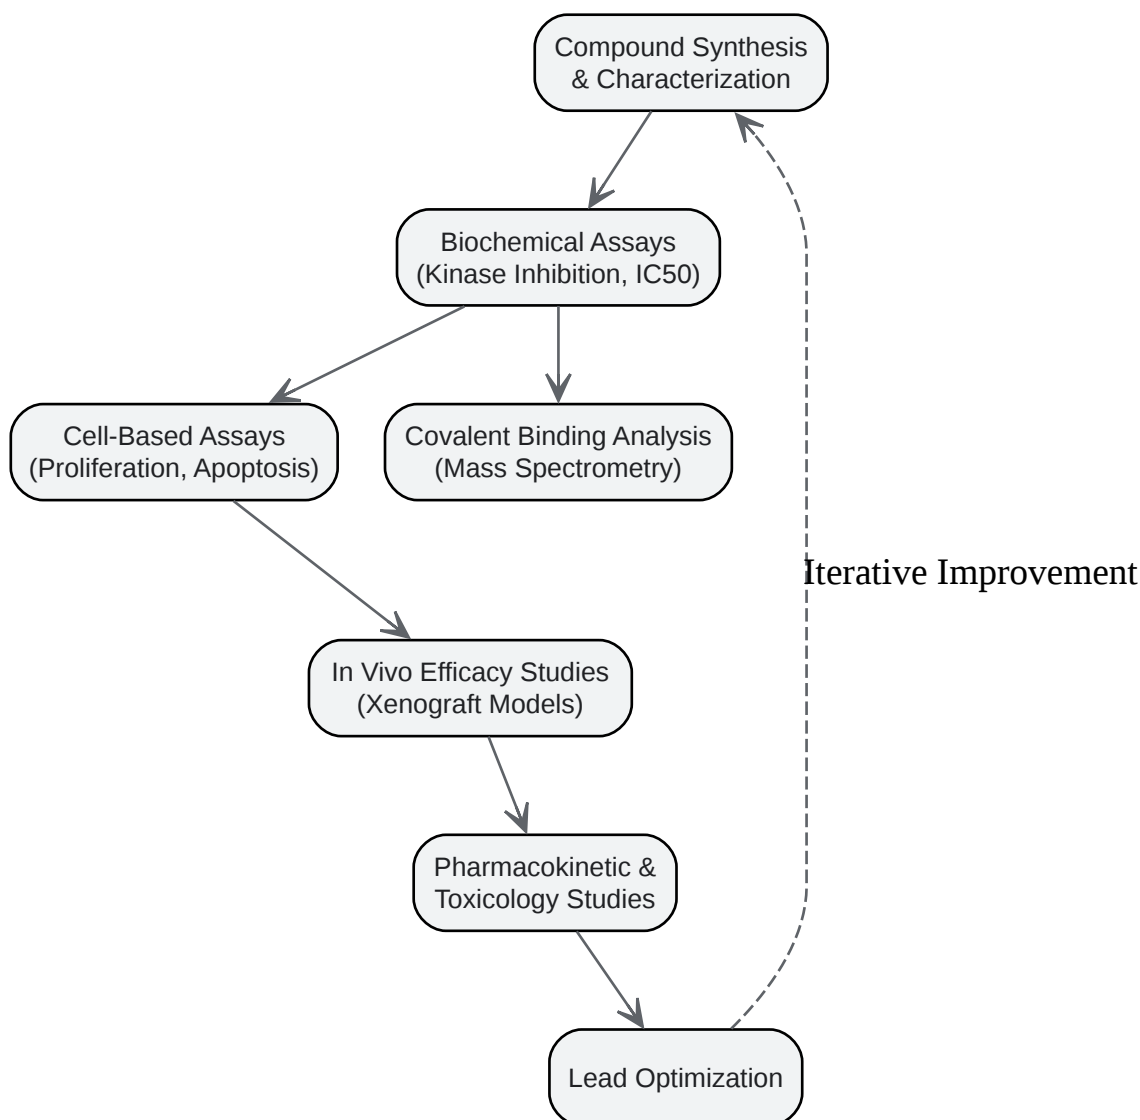 Compound Synthesis
& Characterization
Biochemical Assays
(Kinase Inhibition, IC50)
Cell-Based Assays
(Proliferation, Apoptosis)
Covalent Binding Analysis
(Mass Spectrometry)
Iterative Improvement
In Vivo Efficacy Studies
(Xenograft Models)
Pharmacokinetic &
Toxicology Studies
Lead Optimization